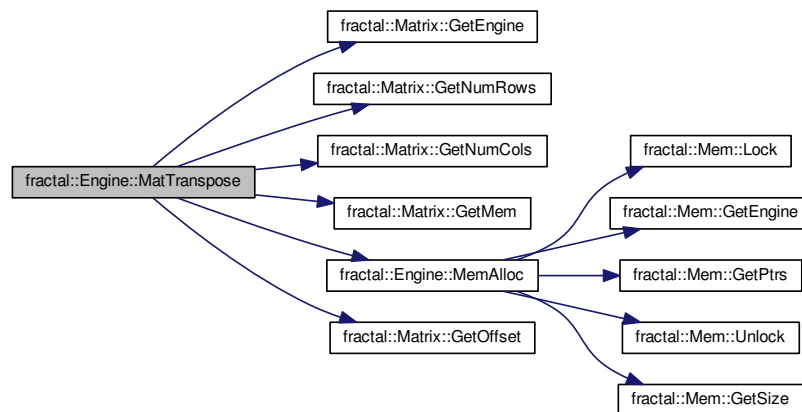 fractal::Matrix::GetEngine
fractal::Matrix::GetNumRows
fractal::Matrix::GetNumCols
fractal::Mem::Lock
fractal::Engine::MatTranspose
fractal::Matrix::GetMem
fractal::Mem::GetEngine
fractal::Engine::MemAlloc
fractal::Mem::GetPtrs
fractal::Matrix::GetOffset
fractal::Mem::Unlock
fractal::Mem::GetSize